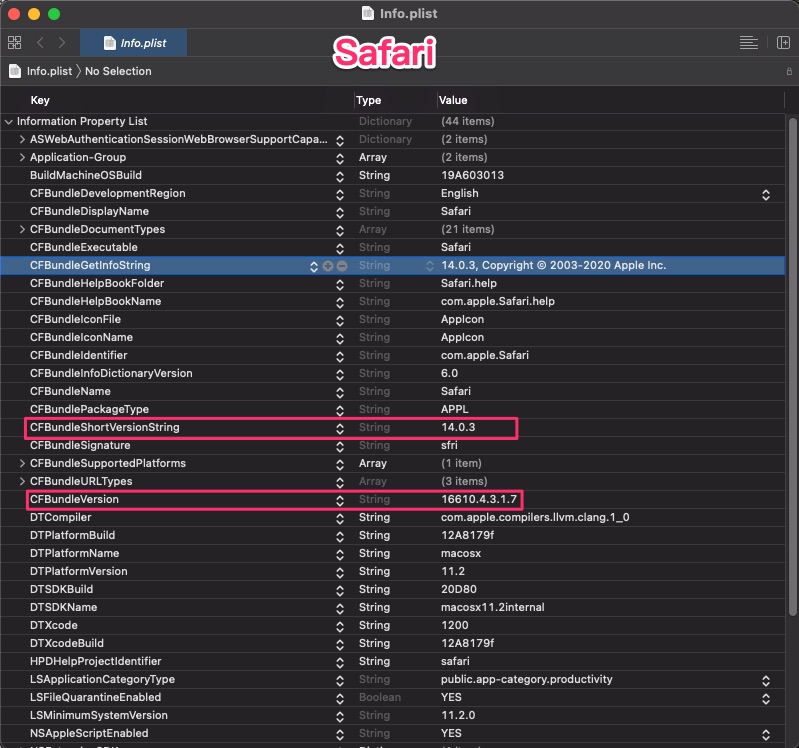 Info.plist
Info.plist
Safari
Info.plist 〉 No Selection
Key Type Value
Information Property List Dictionary (44 items)
ASWebAuthenticationSessionWebBrowserSupportCapa... Dictionary (2 items)
Application-Group Array (2 items)
BuildMachineOSBuild String 19A603013
CFBundleDevelopmentRegion String English
CFBundleDisplayName String Safari
CFBundleDocumentTypes Array (21 items)
CFBundleExecutable String Safari
CFBundleGetInfoString String 14.0.3, Copyright © 2003-2020 Apple Inc.
CFBundleHelpBookFolder String Safari.help
CFBundleHelpBookName String com.apple.Safari.help
CFBundleIconFile String AppIcon
CFBundleIconName String AppIcon
CFBundleIdentifier String com.apple.Safari
CFBundleInfoDictionaryVersion String 6.0
CFBundleName String Safari
CFBundlePackageType String APPL
CFBundleShortVersionString String 14.0.3
CFBundleSignature String sfri
CFBundleSupportedPlatforms Array (1 item)
CFBundleURLTypes Array (3 items)
CFBundleVersion String 16610.4.3.1.7
DTCompiler String com.apple.compilers.llvm.clang.1_0
DTPlatformBuild String 12A8179f
DTPlatformName String macosx
DTPlatformVersion String 11.2
DTSDKBuild String 20D80
DTSDKName String macosx11.2internal
DTXcode String 1200
DTXcodeBuild String 12A8179f
HPDHelpProjectIdentifier String safari
LSApplicationCategoryType String public.app-category.productivity
LSFileQuarantineEnabled Boolean YES
LSMinimumSystemVersion String 11.2.0
NSAppleScriptEnabled String YES